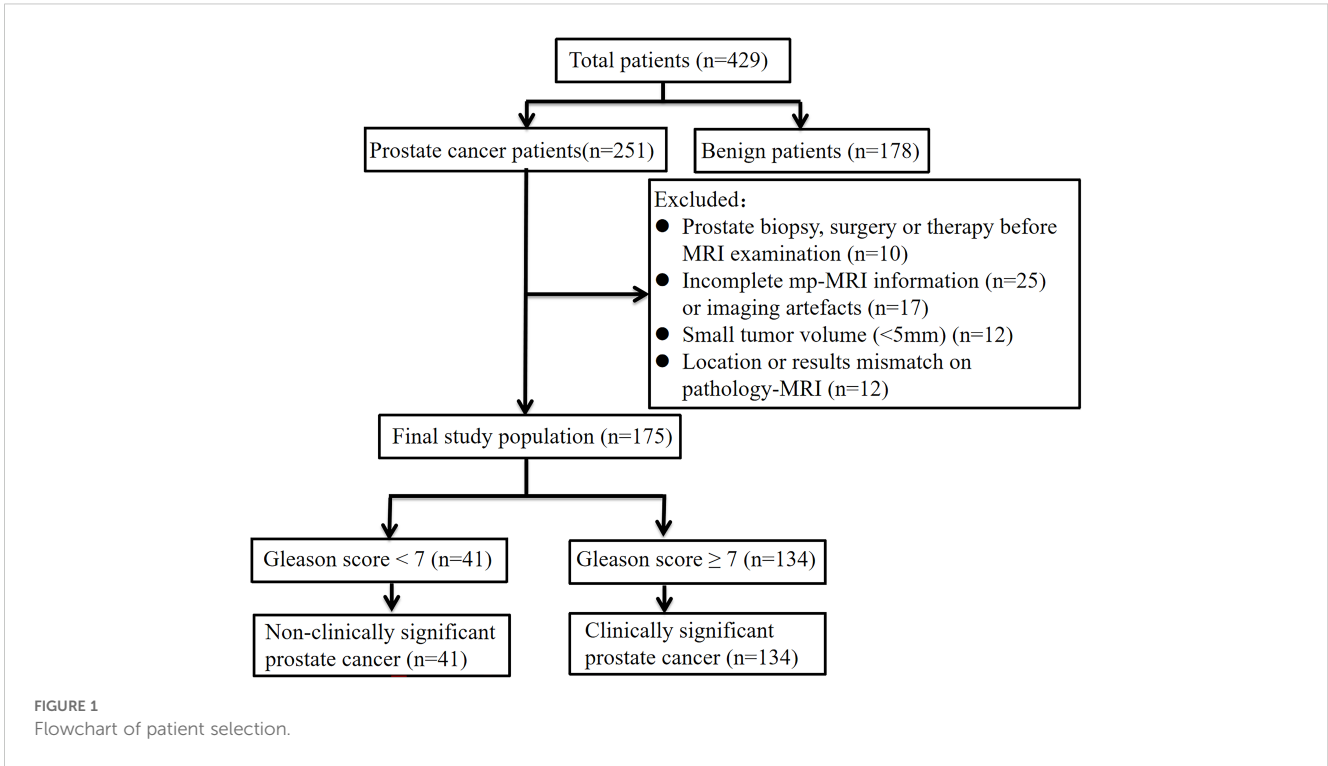 Total patients (n=429)
Prostate cancer patients(n=251)
Benign patients (n=178)
Excluded：
● Prostate biopsy, surgery or therapy before
MRI examination (n=10)
● Incomplete mp-MRI information (n=25)
or imaging artefacts (n=17)
● Small tumor volume (<5mm) (n=12)
● Location or results mismatch on
pathology-MRI (n=12)
Final study population (n=175)
Gleason score < 7 (n=41)
Gleason score ≥ 7 (n=134)
Non-clinically significant
prostate cancer (n=41)
Clinically significant
prostate cancer (n=134)
FIGURE 1
Flowchart of patient selection.